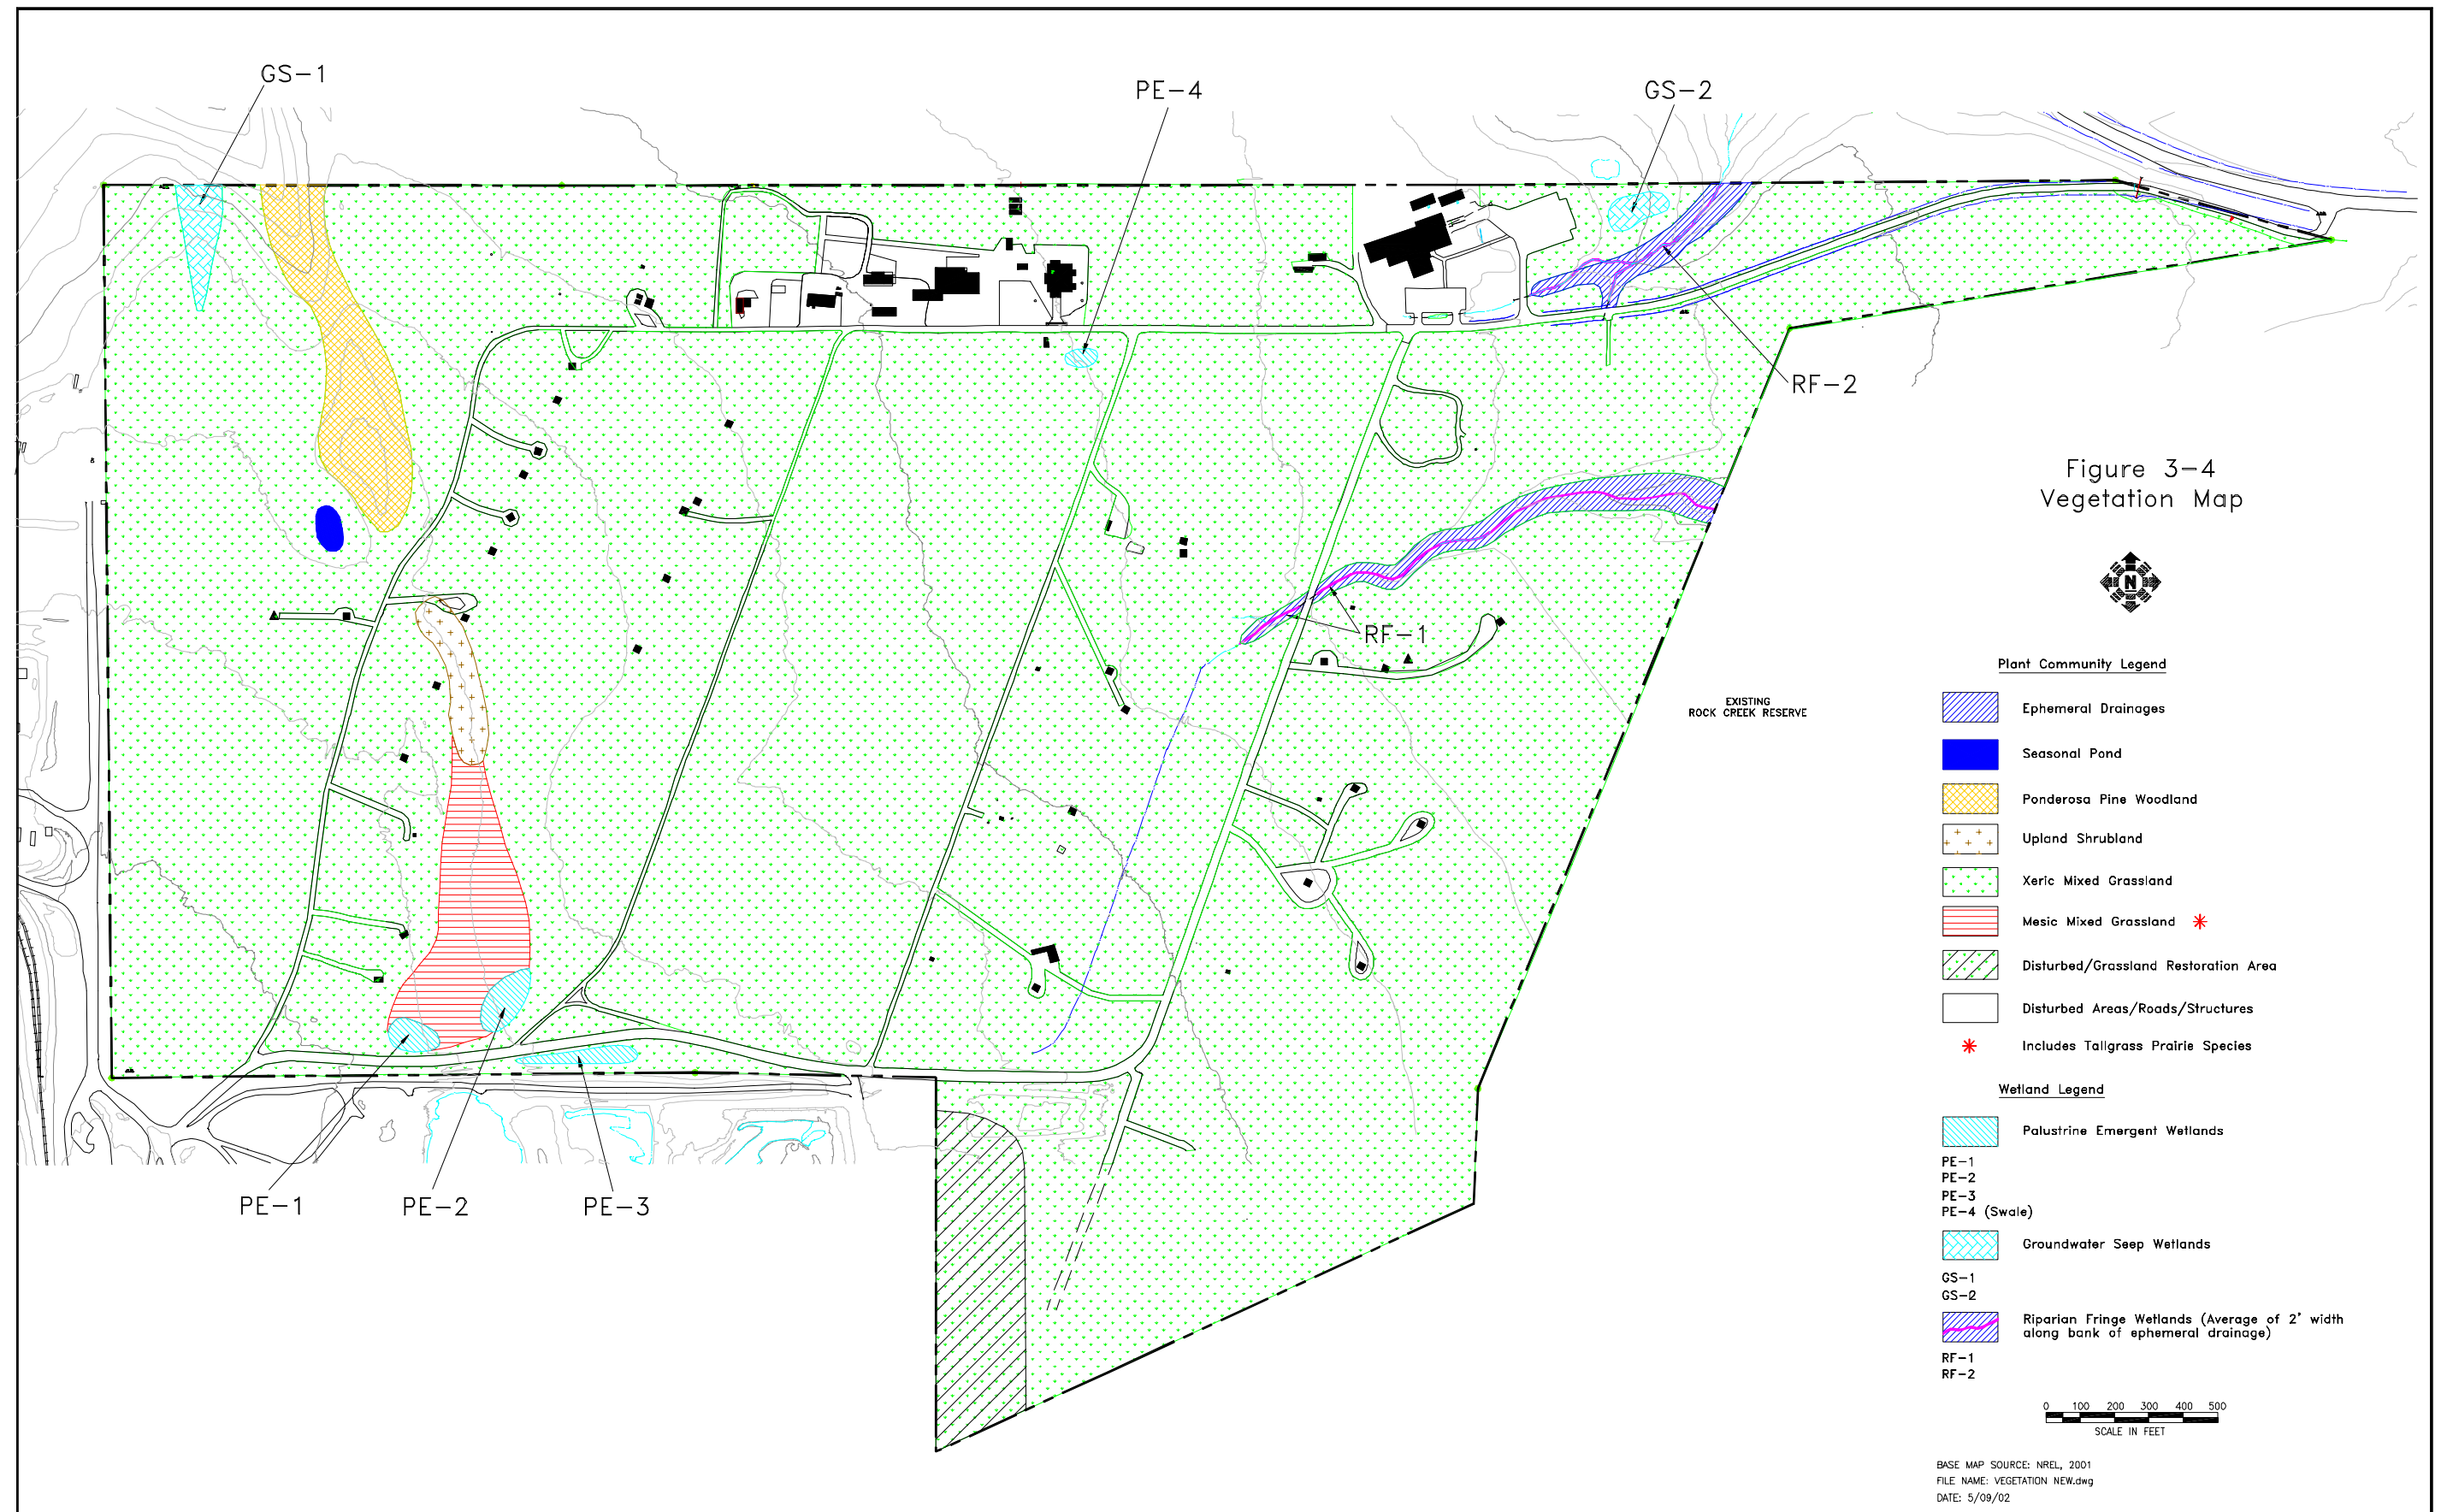 GS-1
PE-4
GS-2
RF-2
Figure 3-4
Vegetation Map
N
RF-1
EXISTING
ROCK CREEK RESERVE
Plant Community Legend
Ephemeral Drainages
Seasonal Pond
Ponderosa Pine Woodland
Upland Shrubland
Xeric Mixed Grassland
Mesic Mixed Grassland *
Disturbed/Grassland Restoration Area
Disturbed Areas/Roads/Structures
* Includes Tallgrass Prairie Species
Wetland Legend
Palustrine Emergent Wetlands
PE-1
PE-2
PE-3
PE-4 (Swale)
Groundwater Seep Wetlands
GS-1
GS-2
Riparian Fringe Wetlands (Average of 2' width
along bank of ephemeral drainage)
RF-1
RF-2
PE-1
PE-2
PE-3
0 100 200 300 400 500
SCALE IN FEET
BASE MAP SOURCE: NREL, 2001
FILE NAME: VEGETATION NEW.dwg
DATE: 5/09/02